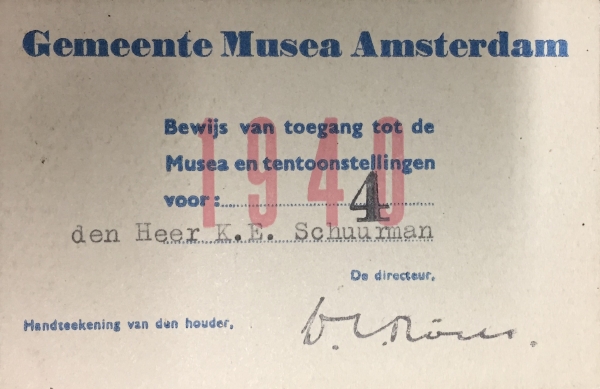 Gemeente Musea Amsterdam
1940
Bewijs van toegang tot de
Musea en tentoonstellingen
voor:
4
den Heer K.E. Schuurman
De directeur,
Handteekening van den houder,